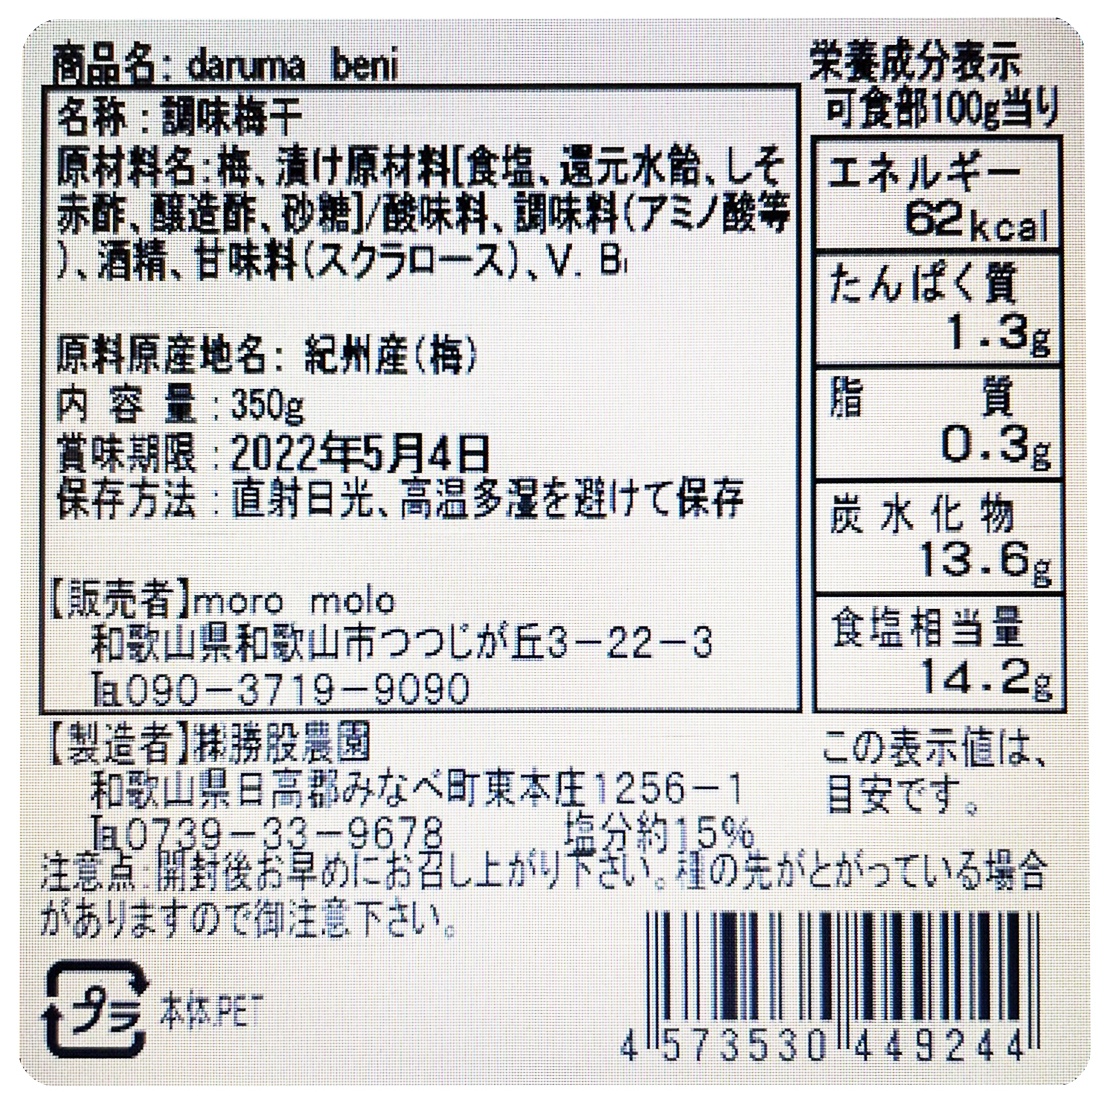 商品名: daruma beni
名称:調味梅干
原材料名:梅、漬け原材料[食塩、還元水飴、しそ
赤酢、醸造酢、砂糖]/酸味料、調味料(アミノ酸等
)、酒精、甘味料(スクラロース)、V. B₁
原料原産地名: 紀州産(梅)
内 容 量 :350g
賞味期限 :2022年5月4日
保存方法 :直射日光、高温多湿を避けて保存
【販売者】moro molo
和歌山県和歌山市つつじが丘3-22-3
℡090-3719-9090
【製造者】㈱勝股農園
和歌山県日高郡みなべ町東本庄1256-1
℡0739-33-9678 塩分約15%
注意点:開封後お早めにお召し上がり下さい。種の先がとがっている場合
がありますので御注意下さい。
プラ 本体.PET
4 573530 449244
栄養成分表示
可食部100g当り
エネルギー
62kcal
たんぱく質
1.3g
脂 質
0.3g
炭水化物
13.6g
食塩相当量
14.2g
この表示値は、
目安です。